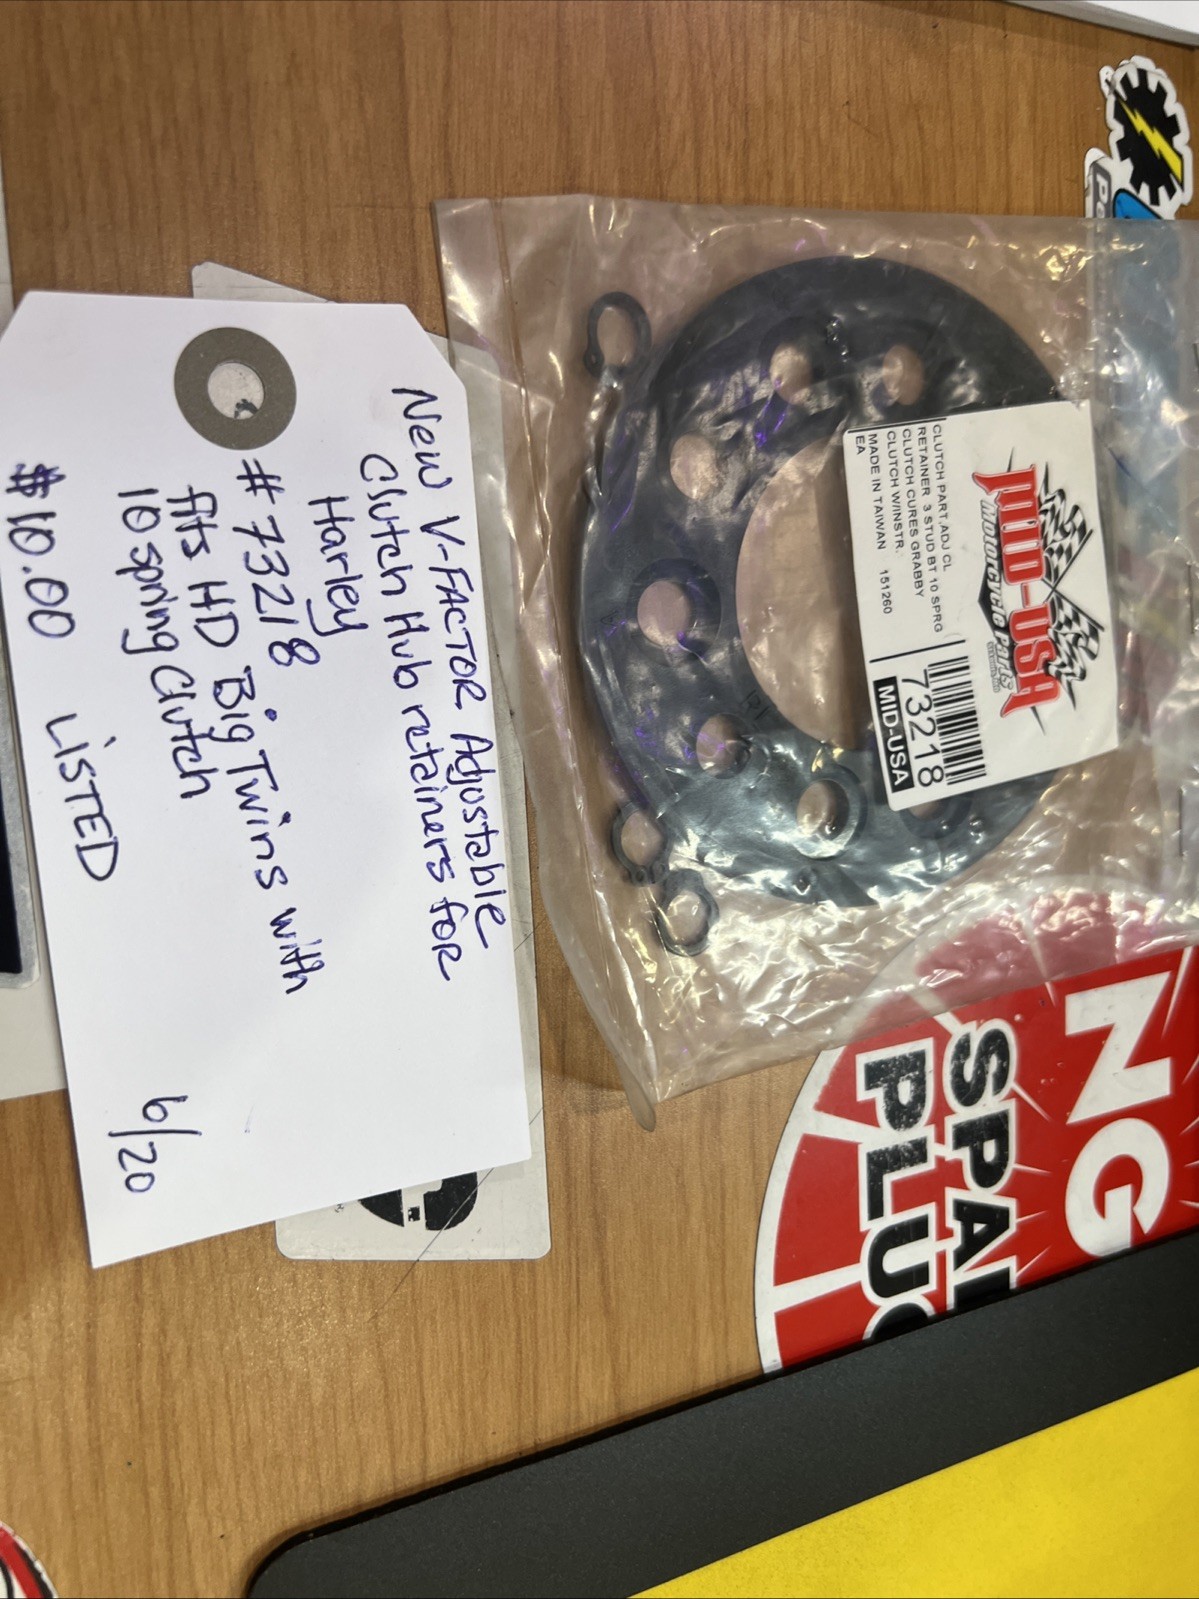 New V-FACTOR Adjustable
Clutch Hub retainers for
Harley
# 73218
fits HD Big Twins with
10 spring Clutch
$10.00 LISTED
6/20
MID-USA
Motorcycle Parts
CLUTCH PART,ADJ CL
RETAINER 3 STUD BT 10 SPRG
CLUTCH CURES GRABBY
CLUTCH W/INSTR.
MADE IN TAIWAN 151260
EA
73218
MID-USA
NG
SPA
PLUG